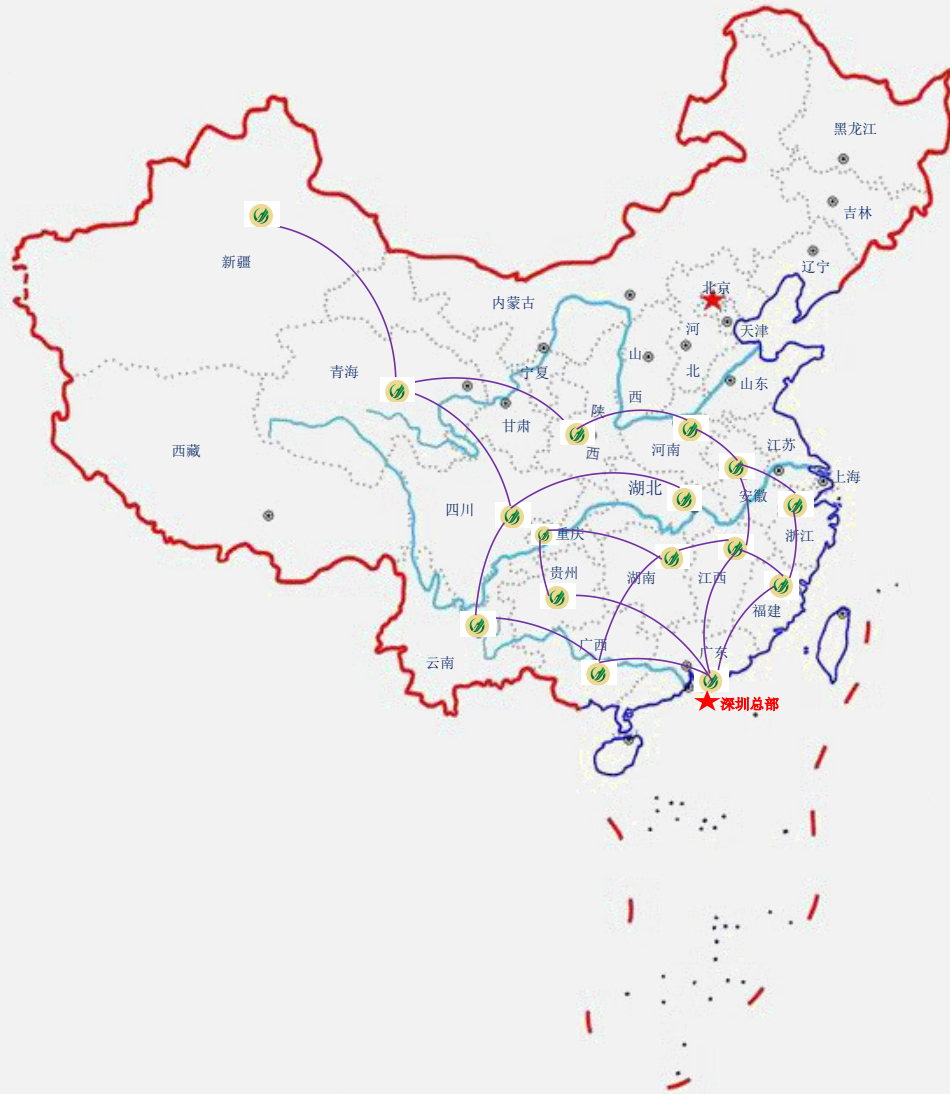 黑龙江
吉林
辽宁
新疆
北京
内蒙古
天津
河
北
山
西
宁夏
青海
山东
陕
西
甘肃
河南
江苏
西藏
上海
湖北
安徽
四川
重庆
浙江
贵州
湖南
江西
福建
广西
广东
云南
深圳总部